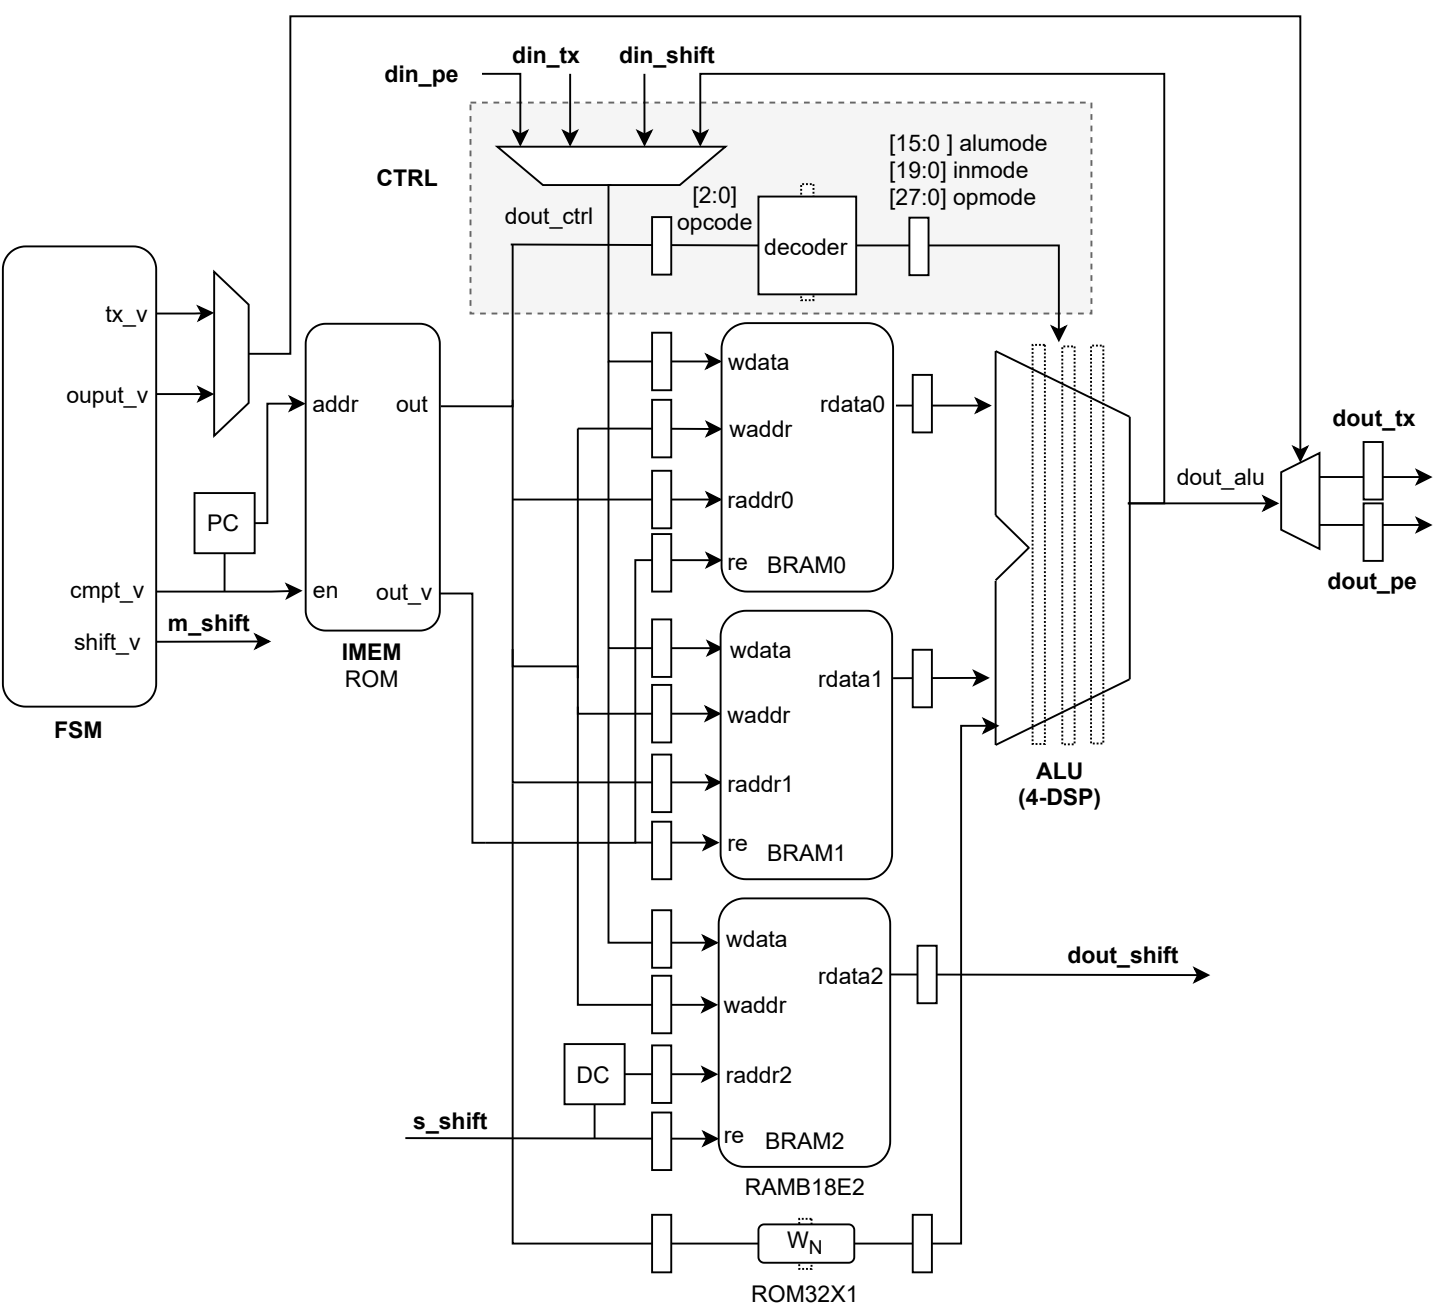 din_pe
din_tx
din_shift
CTRL
dout_ctrl
[2:0]
opcode
decoder
[15:0 ] alumode
[19:0] inmode
[27:0] opmode
tx_v
ouput_v
cmpt_v
shift_v
FSM
PC
m_shift
addr
out
en
out_v
IMEM
ROM
wdata
waddr
raddr0
re
rdata0
BRAM0
wdata
waddr
raddr1
re
rdata1
BRAM1
ALU
(4-DSP)
dout_alu
dout_tx
dout_pe
wdata
waddr
raddr2
re
rdata2
BRAM2
RAMB18E2
DC
s_shift
dout_shift
WN
ROM32X1